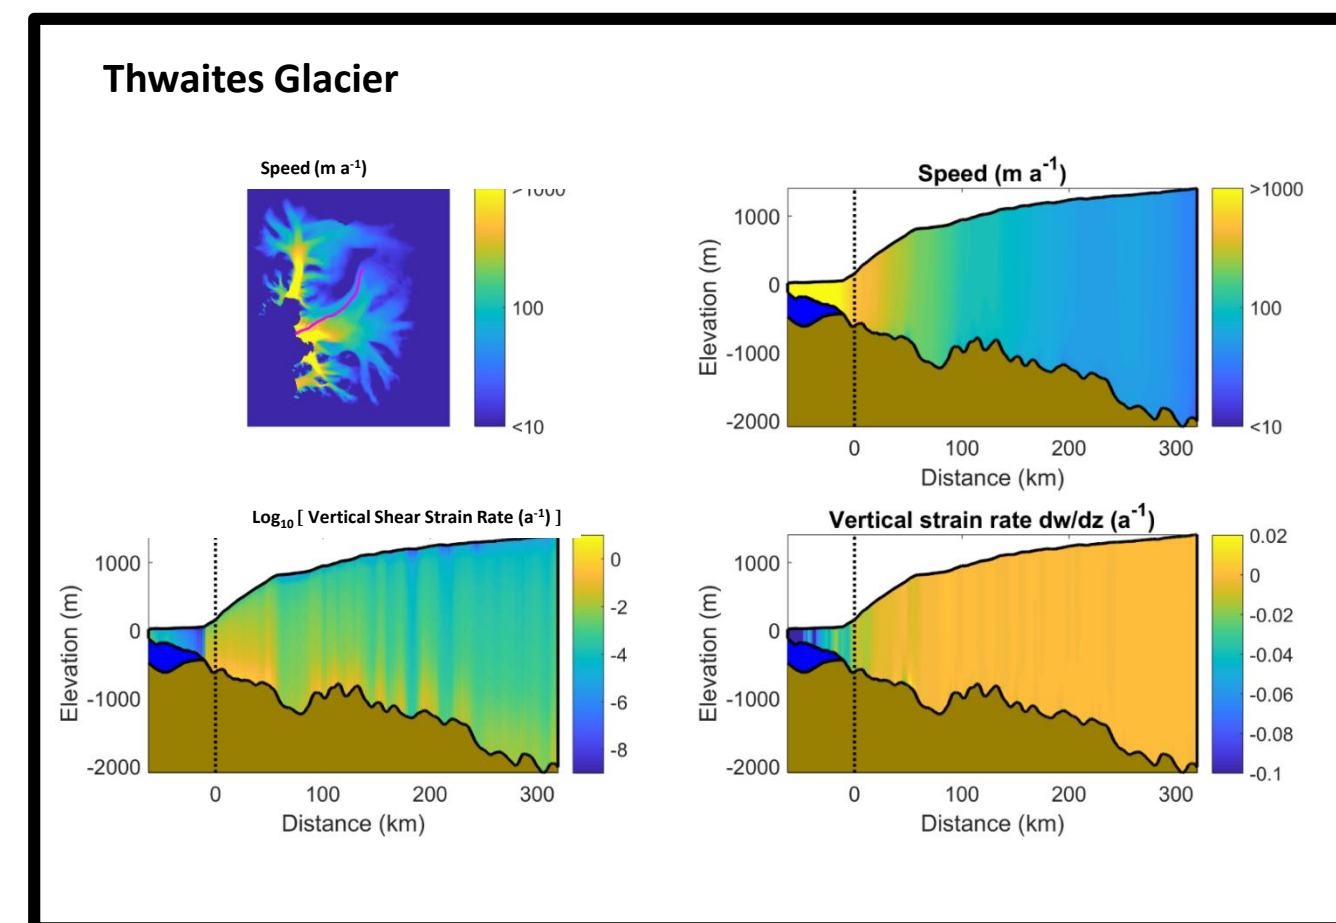 Thwaites Glacier
Speed (m a⁻¹)
>1000
100
<10
Speed (m a⁻¹)
Elevation (m)
1000
0
-1000
-2000
0 100 200 300
Distance (km)
>1000
100
<10
Log₁₀ [ Vertical Shear Strain Rate (a⁻¹) ]
Elevation (m)
1000
0
-1000
-2000
0 100 200 300
Distance (km)
0
-2
-4
-6
-8
Vertical strain rate dw/dz (a⁻¹)
Elevation (m)
1000
0
-1000
-2000
0 100 200 300
Distance (km)
0.02
0
-0.02
-0.04
-0.06
-0.08
-0.1